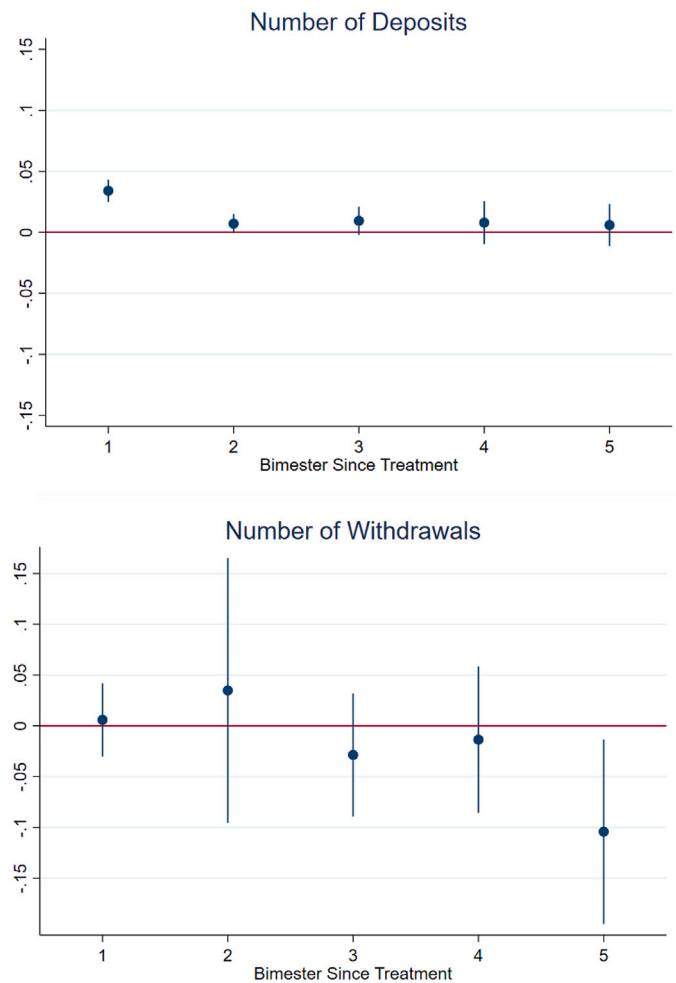 Number of Deposits
.15
.1
.05
0
-.05
-.1
-.15
1 2 3 4 5
Bimester Since Treatment
Number of Withdrawals
.15
.1
.05
0
-.05
-.1
-.15
1 2 3 4 5
Bimester Since Treatment